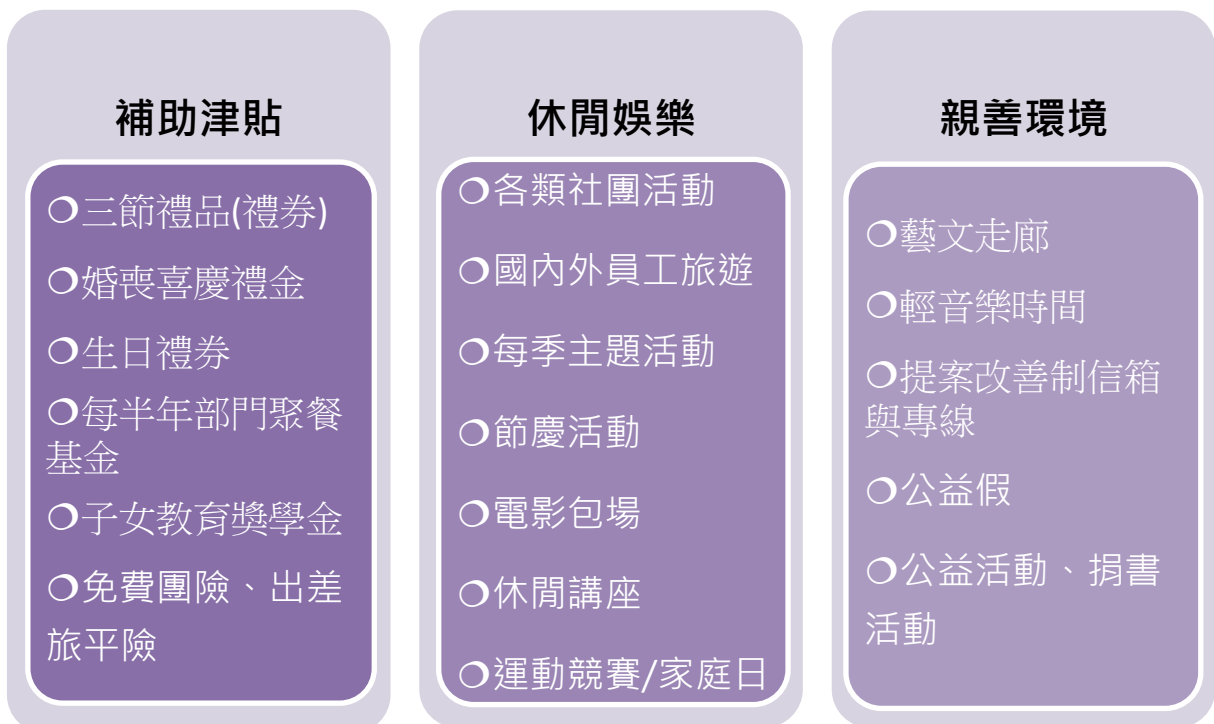 補助津貼
❍三節禮品(禮券)
❍婚喪喜慶禮金
❍生日禮券
❍每半年部門聚餐
基金
❍子女教育獎學金
❍免費團險、出差
旅平險
休閒娛樂
❍各類社團活動
❍國內外員工旅遊
❍每季主題活動
❍節慶活動
❍電影包場
❍休閒講座
❍運動競賽/家庭日
親善環境
❍藝文走廊
❍輕音樂時間
❍提案改善制信箱
與專線
❍公益假
❍公益活動、捐書
活動